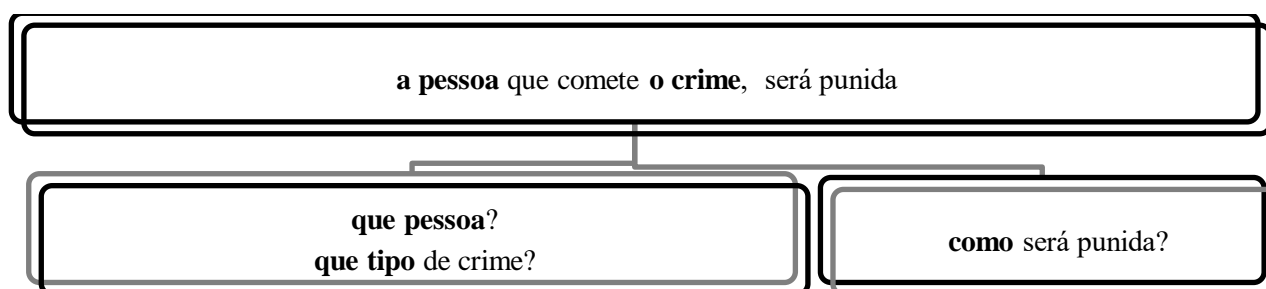 a pessoa que comete o crime, será punida
que pessoa?
que tipo de crime?
como será punida?